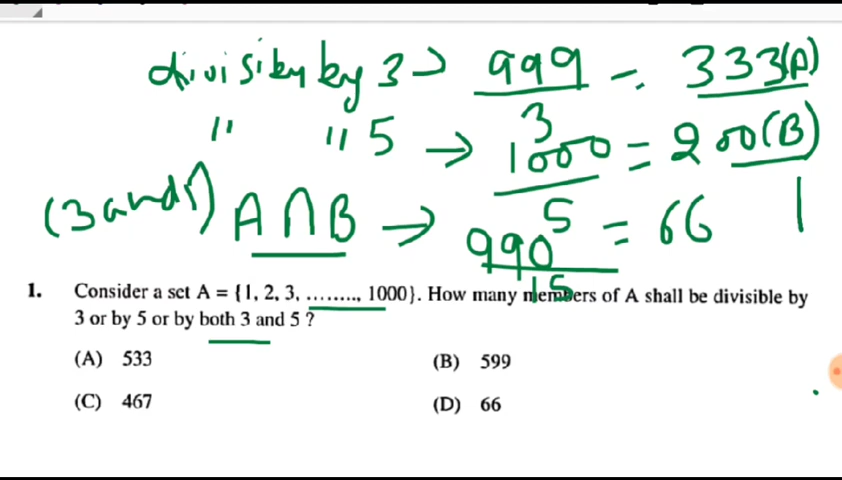 divisiby by 3 → 999/3 = 333(A)
" " 5 → 1000/5 = 200(B)
(3 and 5) A ∩ B → 990/15 = 66
1. Consider a set A = {1, 2, 3, ........, 1000}. How many members of A shall be divisible by
3 or by 5 or by both 3 and 5 ?
(A) 533 (B) 599
(C) 467 (D) 66